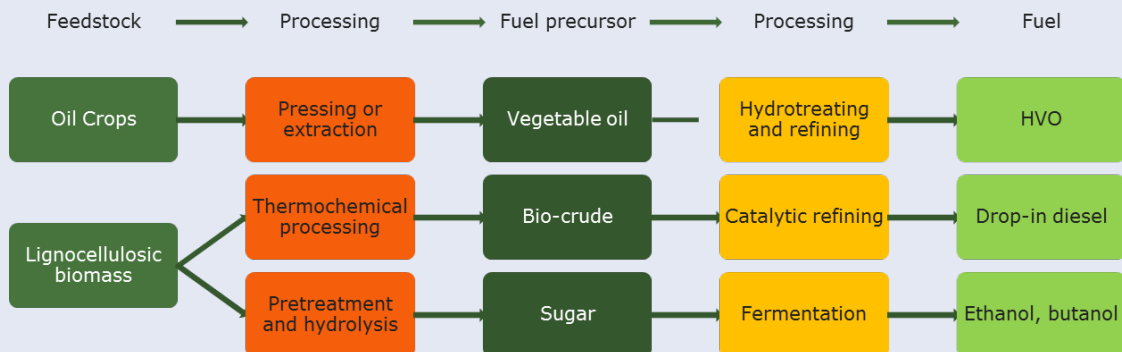 Feedstock
Processing
Fuel precursor
Processing
Fuel
Oil Crops
Pressing or
extraction
Vegetable oil
Hydrotreating
and refining
HVO
Lignocellulosic
biomass
Thermochemical
processing
Bio-crude
Catalytic refining
Drop-in diesel
Pretreatment
and hydrolysis
Sugar
Fermentation
Ethanol, butanol